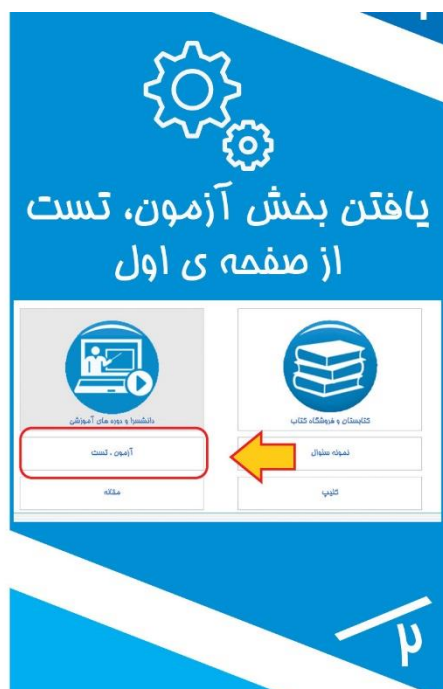 یافتن بخش آزمون، تست
از صفحه ی اول
کتابستان و فروشگاه کتاب
دانشسرا و دوره های آموزشی
نمونه سئوال
آزمون ، تست
کلیپ
مقاله
۲